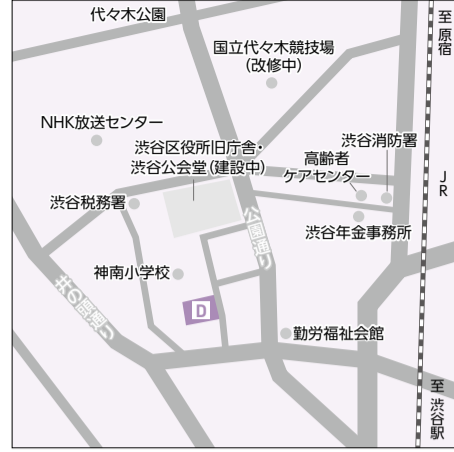 代々木公園
国立代々木競技場
（改修中）
至原宿
NHK放送センター
渋谷区役所旧庁舎・
渋谷公会堂（建設中）
渋谷消防署
高齢者
ケアセンター
JR
渋谷税務署
公園通り
渋谷年金事務所
神南小学校
井の頭通り
D
勤労福祉会館
至 渋谷駅